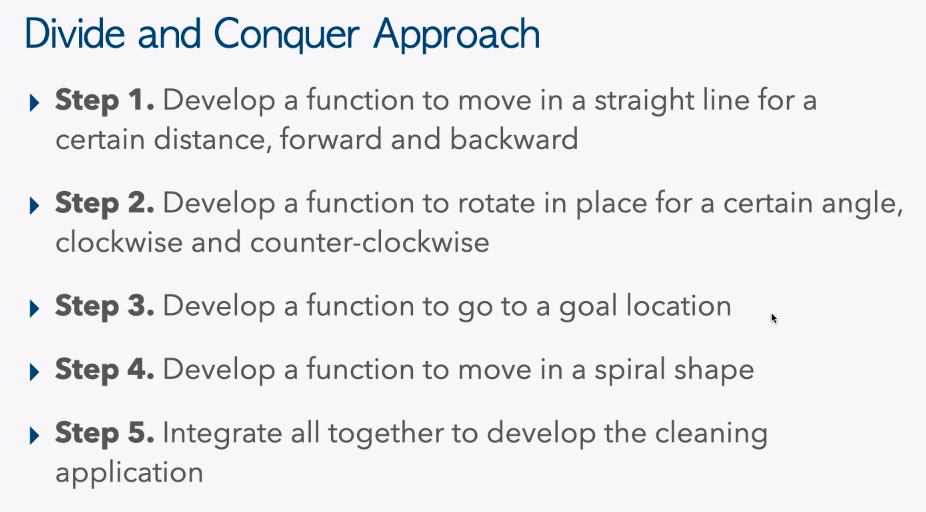 Divide and Conquer Approach
Step 1. Develop a function to move in a straight line for a
certain distance, forward and backward
Step 2. Develop a function to rotate in place for a certain angle,
clockwise and counter-clockwise
Step 3. Develop a function to go to a goal location
Step 4. Develop a function to move in a spiral shape
Step 5. Integrate all together to develop the cleaning
application